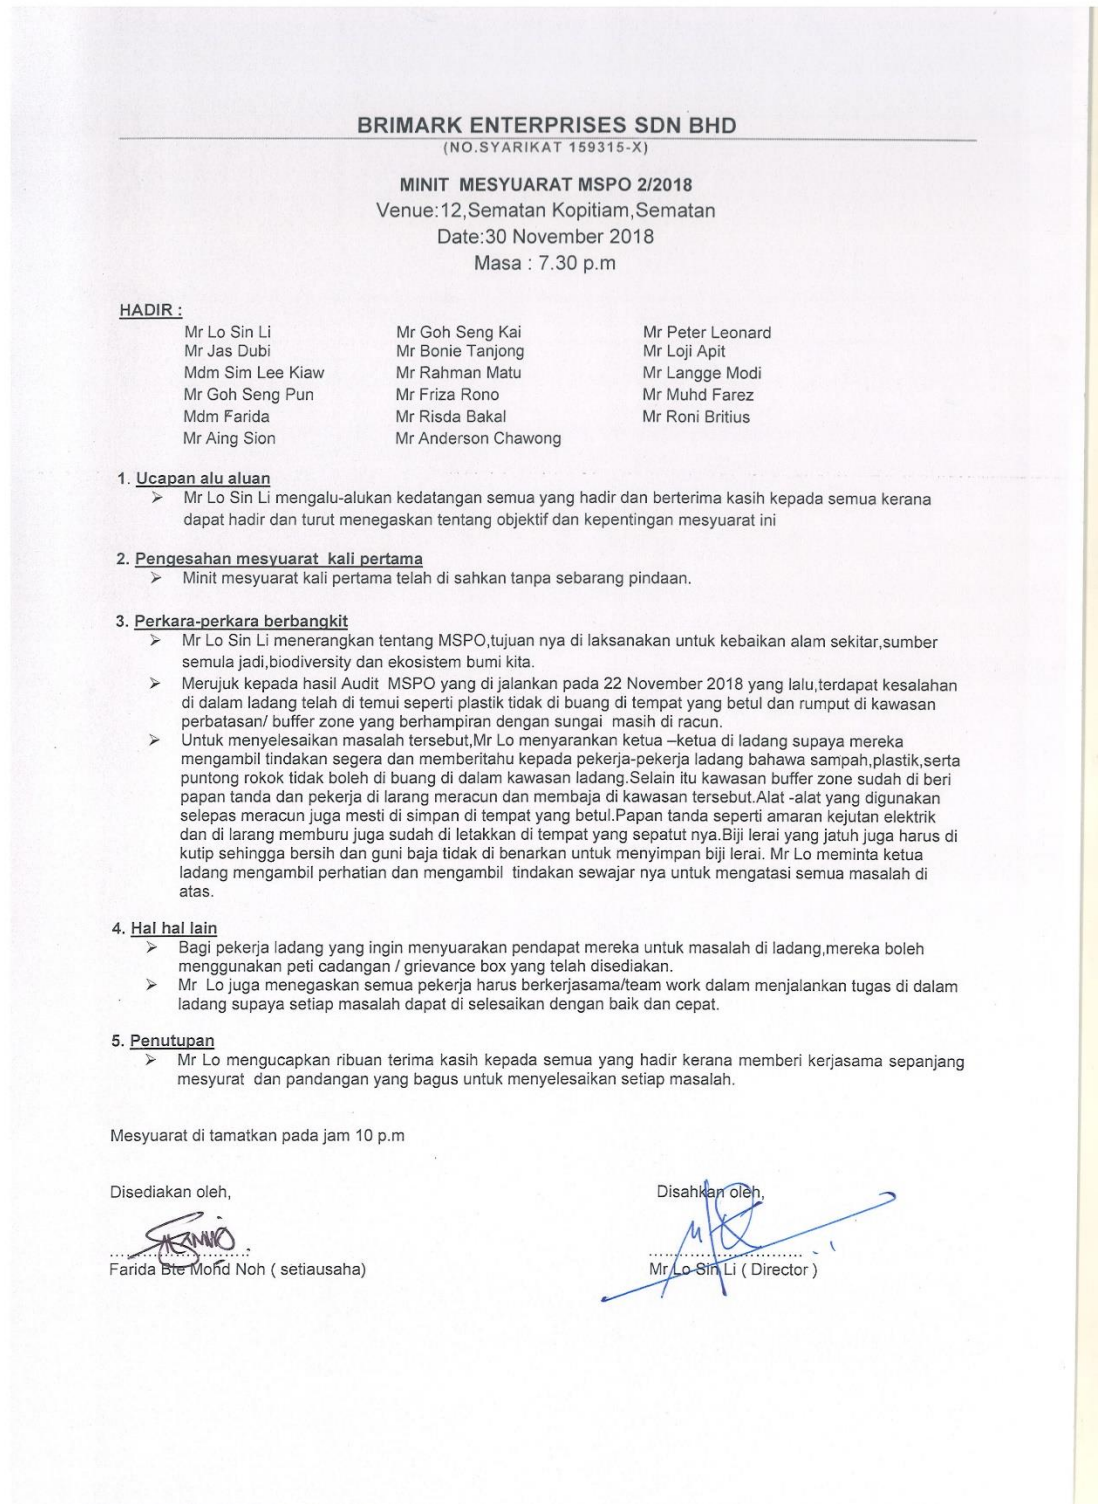 BRIMARK ENTERPRISES SDN BHD
(NO.SYARIKAT 159315-X)
MINIT MESYUARAT MSPO 2/2018
Venue:12,Sematan Kopitiam,Sematan
Date:30 November 2018
Masa : 7.30 p.m
HADIR :
Mr Lo Sin Li Mr Goh Seng Kai Mr Peter Leonard
Mr Jas Dubi Mr Bonie Tanjong Mr Loji Apit
Mdm Sim Lee Kiaw Mr Rahman Matu Mr Langge Modi
Mr Goh Seng Pun Mr Friza Rono Mr Muhd Farez
Mdm Farida Mr Risda Bakal Mr Roni Britius
Mr Aing Sion Mr Anderson Chawong
1. Ucapan alu aluan
➢ Mr Lo Sin Li mengalu-alukan kedatangan semua yang hadir dan berterima kasih kepada semua kerana
dapat hadir dan turut menegaskan tentang objektif dan kepentingan mesyuarat ini
2. Pengesahan mesyuarat kali pertama
➢ Minit mesyuarat kali pertama telah di sahkan tanpa sebarang pindaan.
3. Perkara-perkara berbangkit
➢ Mr Lo Sin Li menerangkan tentang MSPO,tujuan nya di laksanakan untuk kebaikan alam sekitar,sumber
semula jadi,biodiversity dan ekosistem bumi kita.
➢ Merujuk kepada hasil Audit MSPO yang di jalankan pada 22 November 2018 yang lalu,terdapat kesalahan
di dalam ladang telah di temui seperti plastik tidak di buang di tempat yang betul dan rumput di kawasan
perbatasan/ buffer zone yang berhampiran dengan sungai masih di racun.
➢ Untuk menyelesaikan masalah tersebut,Mr Lo menyarankan ketua –ketua di ladang supaya mereka
mengambil tindakan segera dan memberitahu kepada pekerja-pekerja ladang bahawa sampah,plastik,serta
puntong rokok tidak boleh di buang di dalam kawasan ladang.Selain itu kawasan buffer zone sudah di beri
papan tanda dan pekerja di larang meracun dan membaja di kawasan tersebut.Alat -alat yang digunakan
selepas meracun juga mesti di simpan di tempat yang betul.Papan tanda seperti amaran kejutan elektrik
dan di larang memburu juga sudah di letakkan di tempat yang sepatut nya.Biji lerai yang jatuh juga harus di
kutip sehingga bersih dan guni baja tidak di benarkan untuk menyimpan biji lerai. Mr Lo meminta ketua
ladang mengambil perhatian dan mengambil tindakan sewajar nya untuk mengatasi semua masalah di
atas.
4. Hal hal lain
➢ Bagi pekerja ladang yang ingin menyuarakan pendapat mereka untuk masalah di ladang,mereka boleh
menggunakan peti cadangan / grievance box yang telah disediakan.
➢ Mr Lo juga menegaskan semua pekerja harus berkerjasama/team work dalam menjalankan tugas di dalam
ladang supaya setiap masalah dapat di selesaikan dengan baik dan cepat.
5. Penutupan
➢ Mr Lo mengucapkan ribuan terima kasih kepada semua yang hadir kerana memberi kerjasama sepanjang
mesyurat dan pandangan yang bagus untuk menyelesaikan setiap masalah.
Mesyuarat di tamatkan pada jam 10 p.m
Disediakan oleh, Disahkan oleh,
Farida Bte Mohd Noh ( setiausaha) Mr Lo Sin Li ( Director )